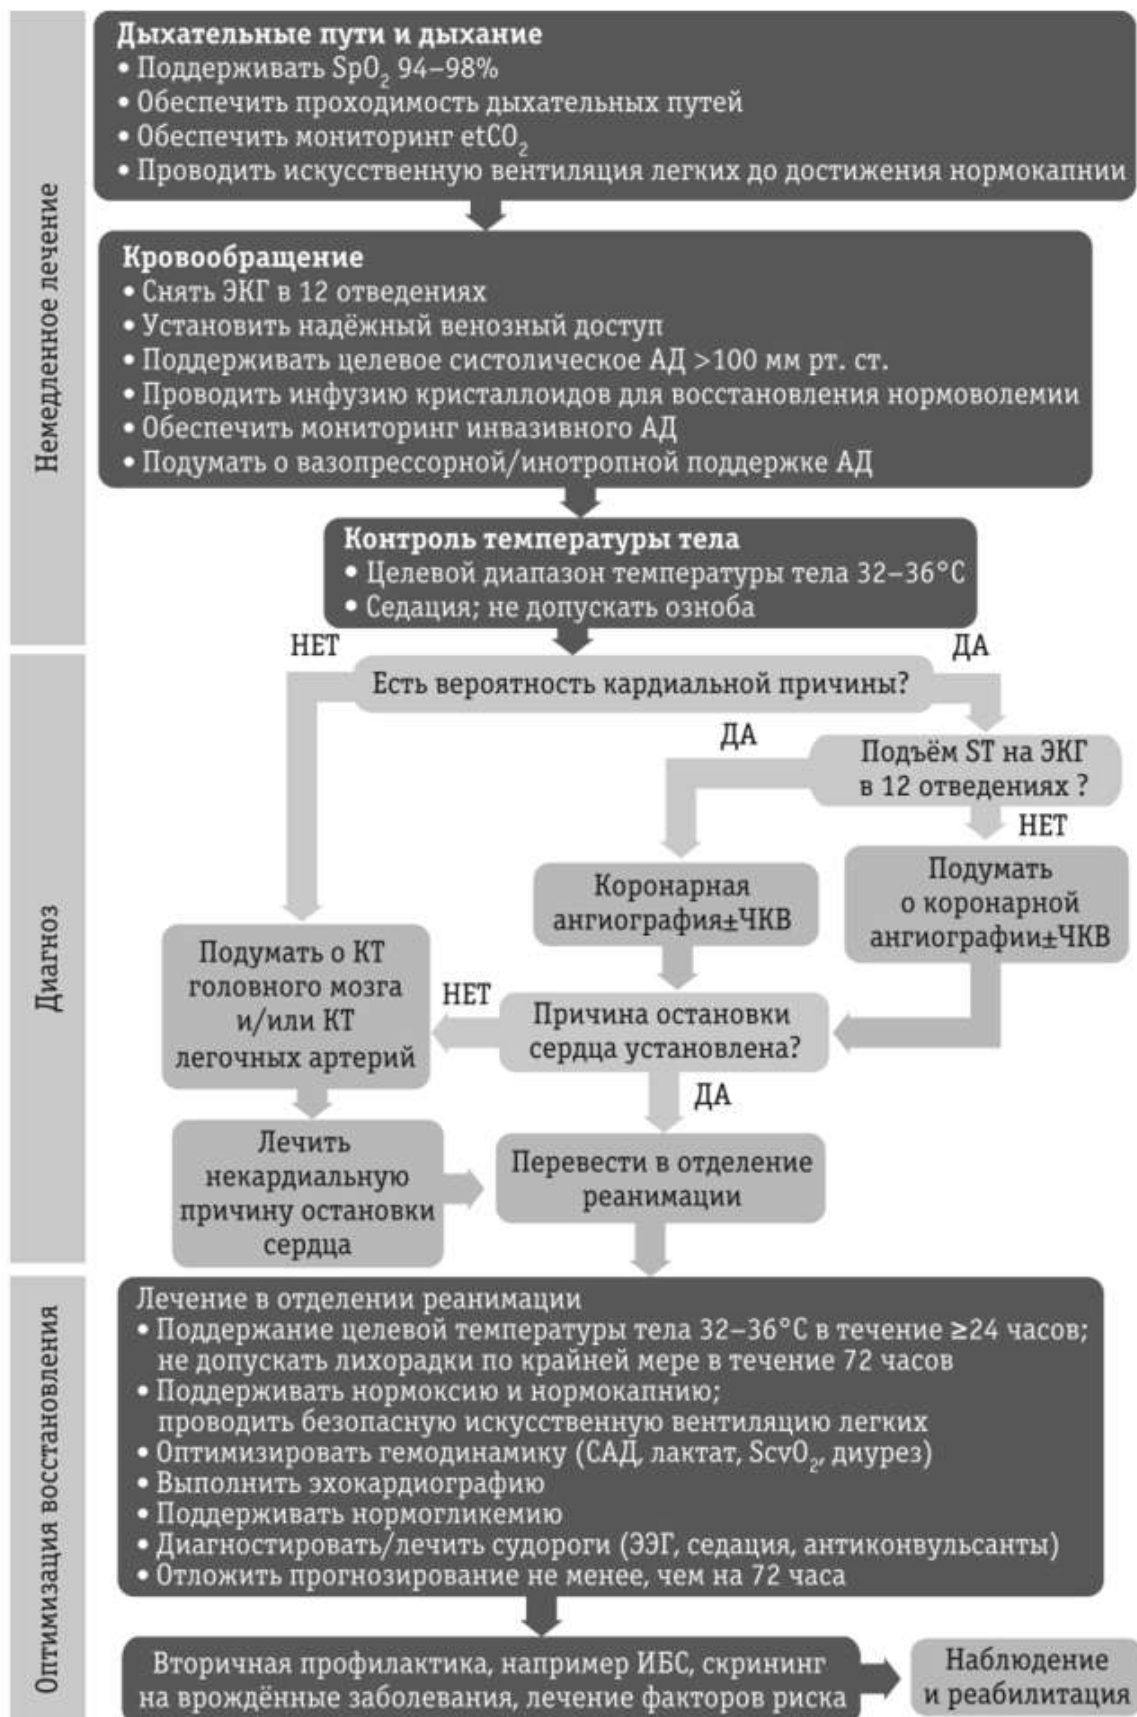 Немедленное лечение
Дыхательные пути и дыхание
• Поддерживать SpO₂ 94–98%
• Обеспечить проходимость дыхательных путей
• Обеспечить мониторинг etCO₂
• Проводить искусственную вентиляция легких до достижения нормокапнии
Кровообращение
• Снять ЭКГ в 12 отведениях
• Установить надёжный венозный доступ
• Поддерживать целевое систолическое АД >100 мм рт. ст.
• Проводить инфузию кристаллоидов для восстановления нормоволемии
• Обеспечить мониторинг инвазивного АД
• Подумать о вазопрессорной/инотропной поддержке АД
Контроль температуры тела
• Целевой диапазон температуры тела 32–36°C
• Седация; не допускать озноба
Диагноз
НЕТ
ДА
Есть вероятность кардиальной причины?
ДА
Подъём ST на ЭКГ
в 12 отведениях ?
НЕТ
Коронарная
ангиография±ЧКВ
Подумать
о коронарной
ангиографии±ЧКВ
Подумать о КТ
головного мозга
и/или КТ
легочных артерий
НЕТ
Причина остановки
сердца установлена?
ДА
Лечить
некардиальную
причину остановки
сердца
Перевести в отделение
реанимации
Оптимизация восстановления
Лечение в отделении реанимации
• Поддержание целевой температуры тела 32–36°C в течение ≥24 часов;
не допускать лихорадки по крайней мере в течение 72 часов
• Поддерживать нормоксию и нормокапнию;
проводить безопасную искусственную вентиляцию легких
• Оптимизировать гемодинамику (САД, лактат, ScvO₂, диурез)
• Выполнить эхокардиографию
• Поддерживать нормогликемию
• Диагностировать/лечить судороги (ЭЭГ, седация, антиконвульсанты)
• Отложить прогнозирование не менее, чем на 72 часа
Вторичная профилактика, например ИБС, скрининг
на врождённые заболевания, лечение факторов риска
Наблюдение
и реабилитация